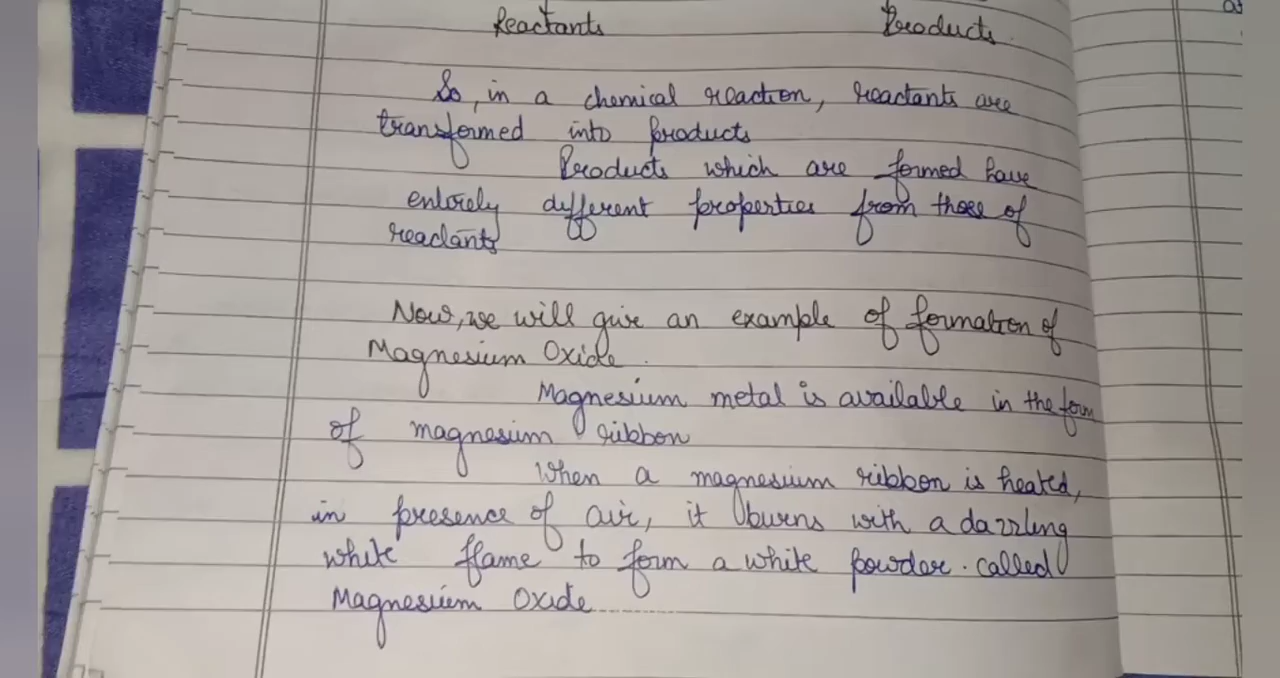 Reactants Products
So, in a chemical reaction, reactants are
transformed into products
Products which are formed have
entirely different properties from those of
reactants
Now, we will give an example of formation of
Magnesium Oxide.
Magnesium metal is available in the form
of magnesium ribbon
When a magnesium ribbon is heated,
in presence of air, it burns with a dazzling
white flame to form a white powder. called
Magnesium Oxide